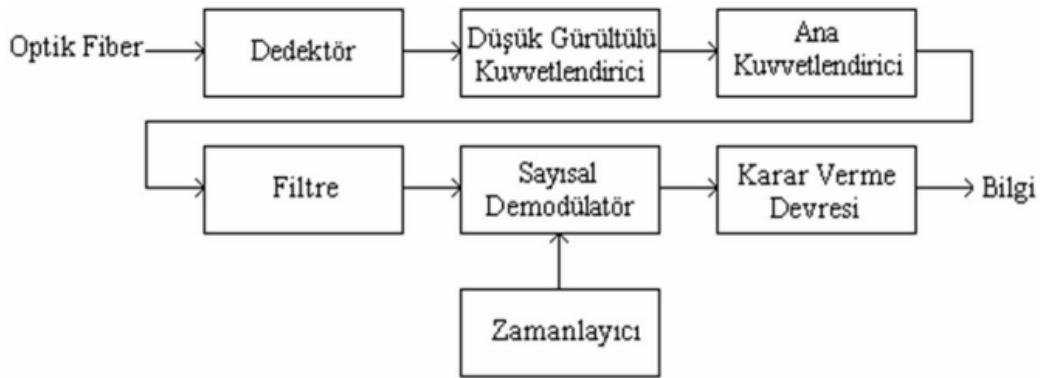 Optik Fiber
Dedektör
Düşük Gürültülü
Kuvvetlendirici
Ana
Kuvvetlendirici
Filtre
Sayısal
Demodülatör
Karar Verme
Devresi
Bilgi
Zamanlayıcı